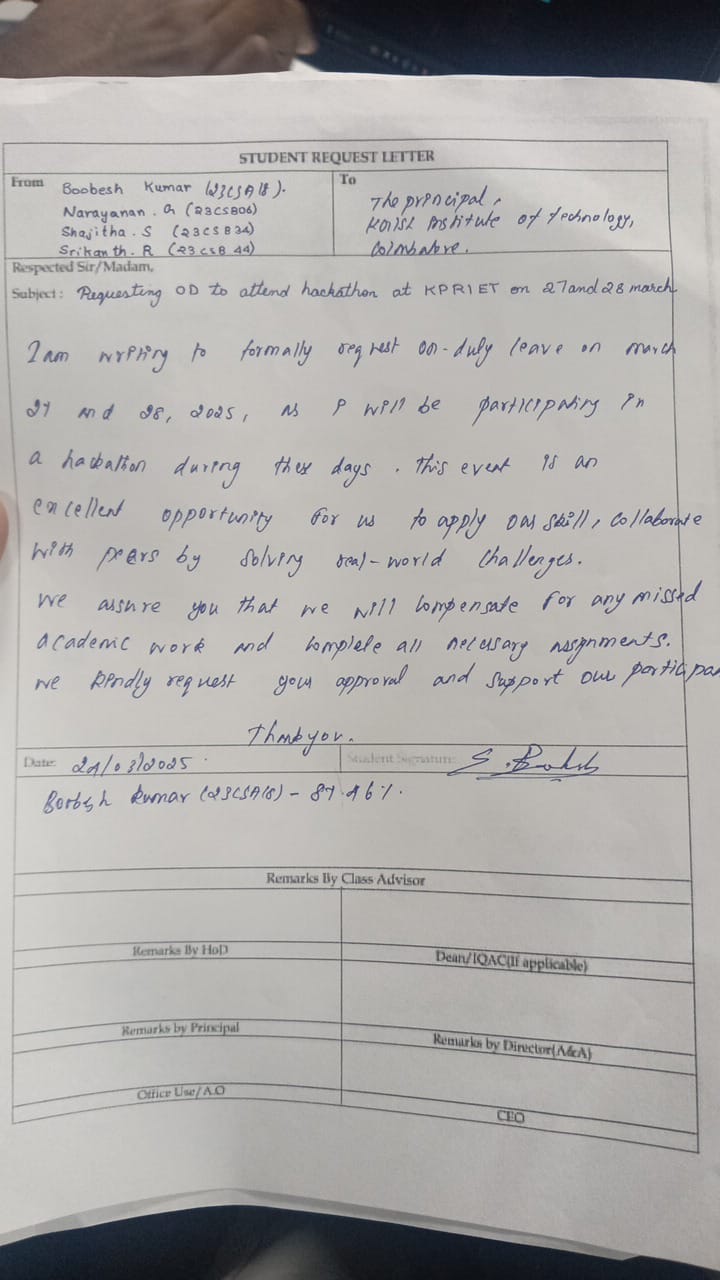 STUDENT REQUEST LETTER
From Boobesh Kumar (23CSA18).
Narayanan . G (23CSB06)
Shajitha . S (23CSB34)
Srikanth. R (23CSB44)
To
The principal,
Institute of technology,
Coimbatore.
Respected Sir/Madam,
Subject : Requesting OD to attend hackathon at KPRIET on 27 and 28 march
I am writing to formally request on-duly leave on march
27 and 28, 2025, as I will be participating in
a hackathon during these days . This event is an
excellent opportunity for us to apply our skill, collaborate
with peers by solving real-world challenges.
We assure you that we will compensate for any missed
academic work and complete all necessary assignments.
we kindly request your approval and support our participa
Thankyou.
Date: 24/03/2025 . Student Signature:
Boobesh Kumar (23CSA18) - 87.46%.
Remarks By Class Advisor
Remarks By HoD Dean/IQAC(If applicable)
Remarks by Principal Remarks by Director(A&A)
Office Use/A.O CEO